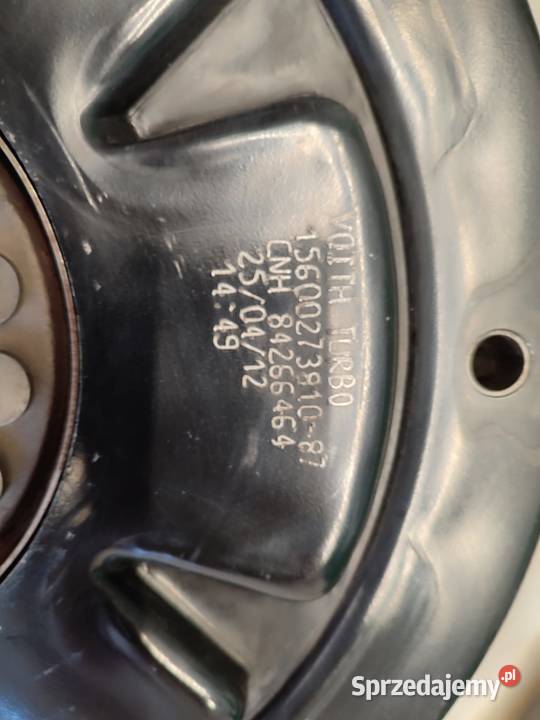 VOITH TURBO
15600273910-87
CNH 84266464
25/04/12
14:49
Sprzedajemy.pl